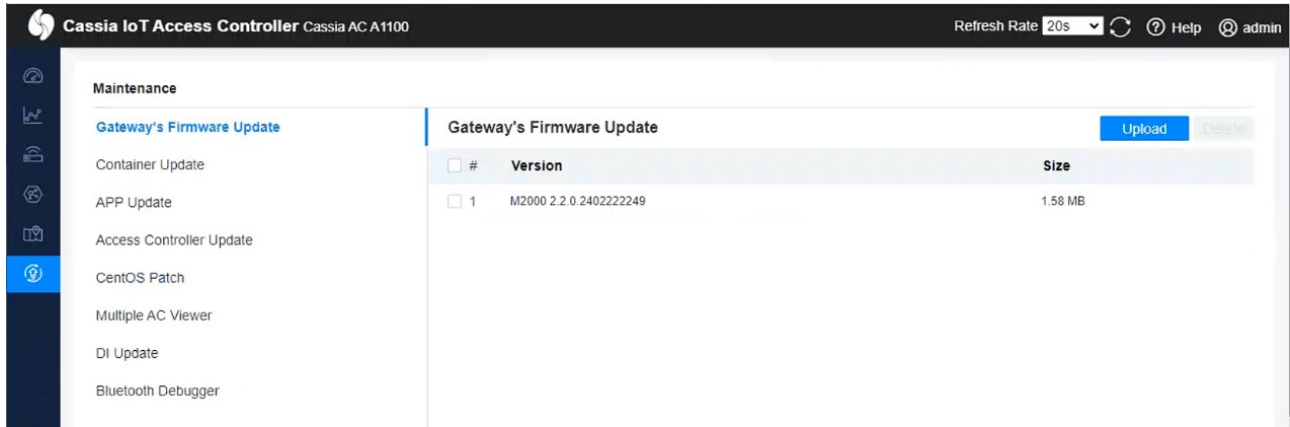 Cassia IoT Access Controller Cassia AC A1100 Refresh Rate 20s Help admin
Maintenance
Gateway's Firmware Update
Container Update
APP Update
Access Controller Update
CentOS Patch
Multiple AC Viewer
DI Update
Bluetooth Debugger
Gateway's Firmware Update Upload Delete
# Version Size
1 M2000 2.2.0.2402222249 1.58 MB